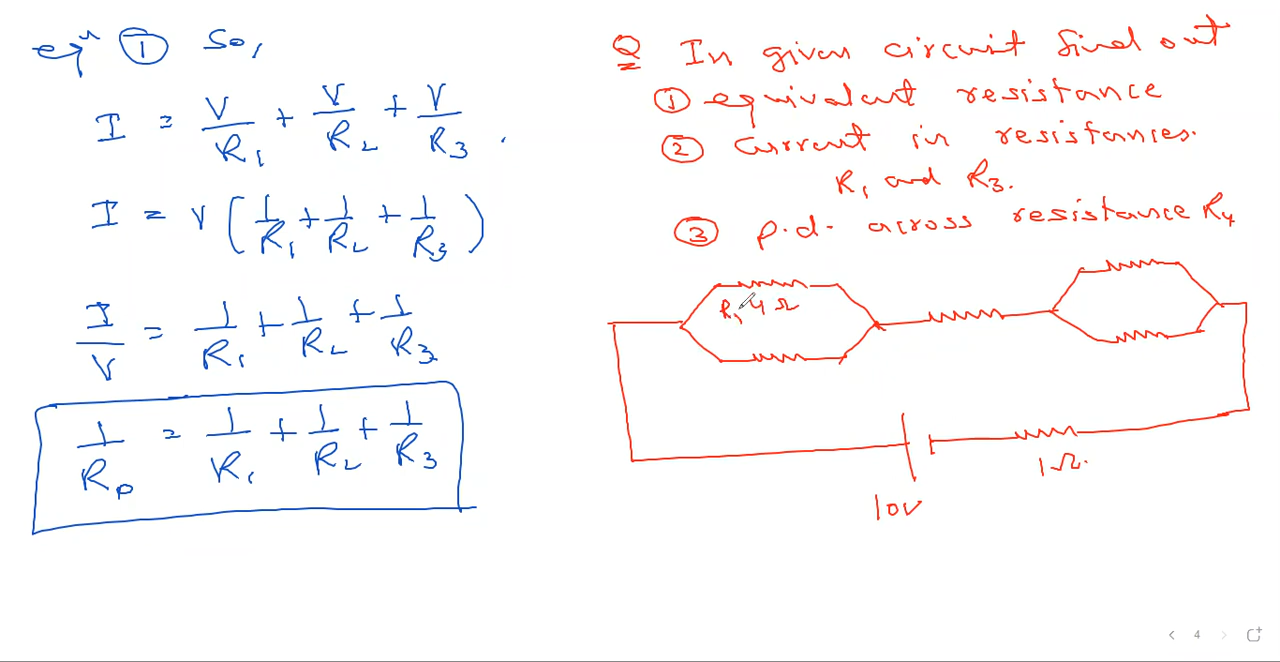 eqⁿ ① So,
I = V/R₁ + V/R₂ + V/R₃ .
I = V ( 1/R₁ + 1/R₂ + 1/R₃ )
I/V = 1/R₁ + 1/R₂ + 1/R₃
1/Rₚ = 1/R₁ + 1/R₂ + 1/R₃
Q In given circuit find out
① equivalent resistance
② Current in resistances.
R₁ and R₃.
③ p.d. across resistance R₄
R₁ 4 Ω
1Ω.
10V
4